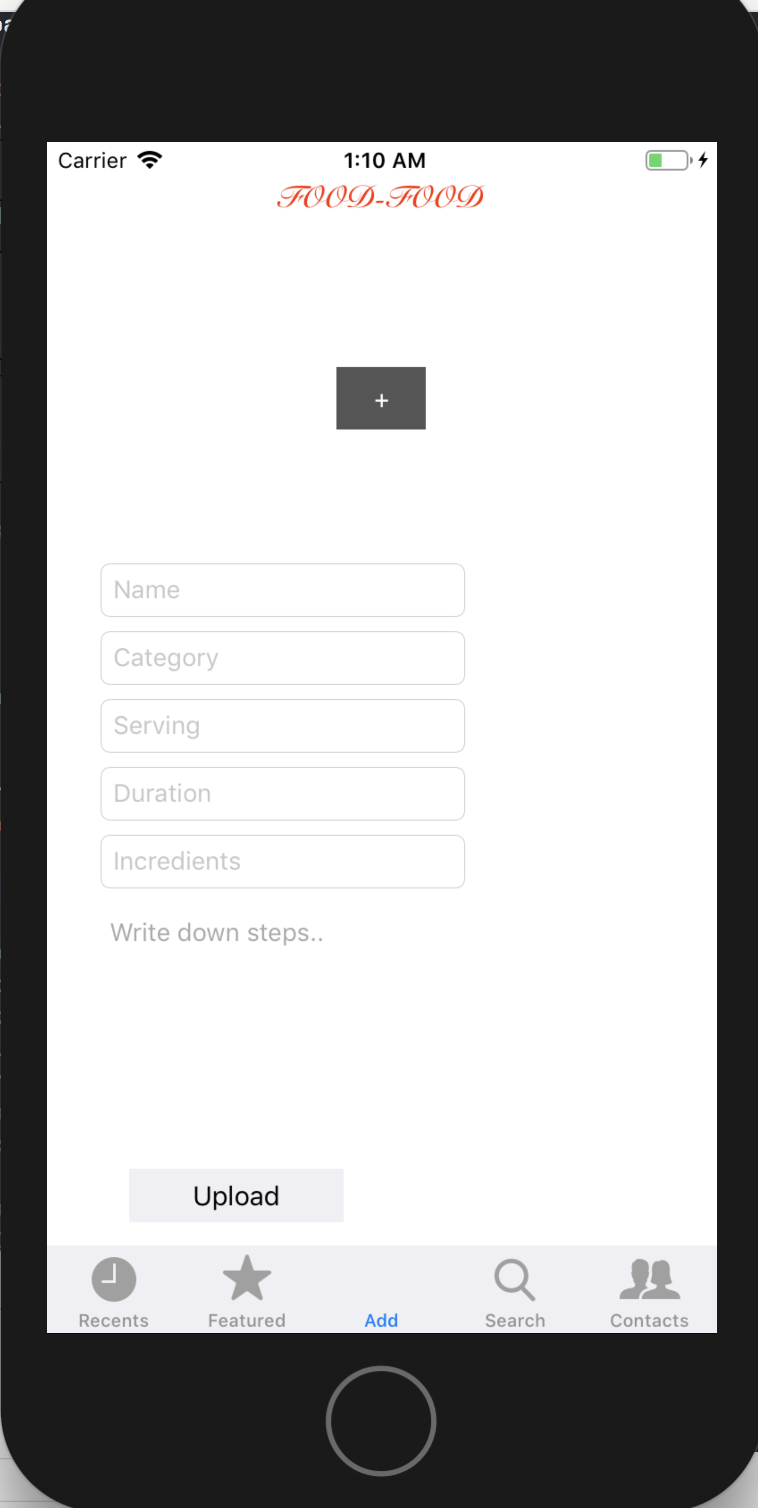 Carrier 1:10 AM
FOOD-FOOD
+
Name
Category
Serving
Duration
Incredients
Write down steps..
Upload
Recents Featured Add Search Contacts